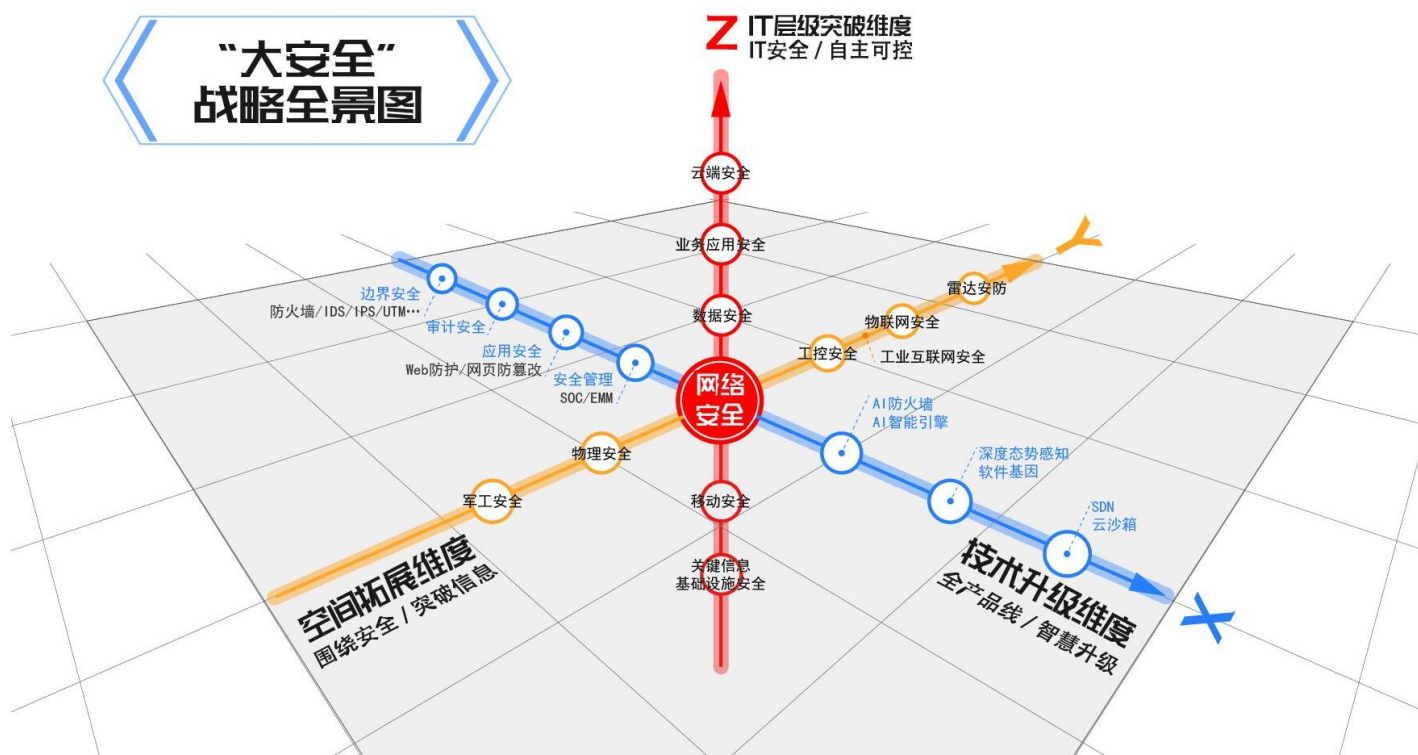 “大安全”
战略全景图
Z IT层级突破维度
IT安全 / 自主可控
云端安全
业务应用安全
数据安全
网络
安全
移动安全
关键信息
基础设施安全
边界安全
防火墙/IDS/IPS/UTM…
审计安全
应用安全
Web防护/网页防篡改
安全管理
SOC/EMM
Y
雷达安防
物联网安全
工业互联网安全
工控安全
物理安全
军工安全
空间拓展维度
围绕安全 / 突破信息
AI防火墙
AI智能引擎
深度态势感知
软件基因
SDN
云沙箱
X
技术升级维度
全产品线 / 智慧升级